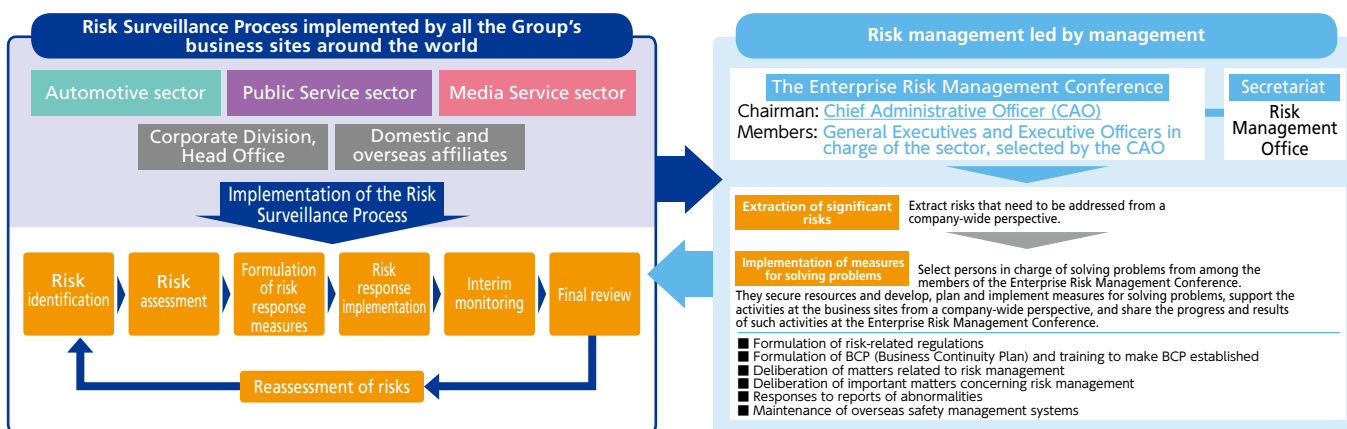 Risk Surveillance Process implemented by all the Group's
business sites around the world
Automotive sector
Public Service sector
Media Service sector
Corporate Division,
Head Office
Domestic and
overseas affiliates
Implementation of the Risk
Surveillance Process
Risk
identification
Risk
assessment
Formulation
of risk
response
measures
Risk
response
implementation
Interim
monitoring
Final review
Reassessment of risks
Risk management led by management
The Enterprise Risk Management Conference
Chairman: Chief Administrative Officer (CAO)
Members: General Executives and Executive Officers in
charge of the sector, selected by the CAO
Secretariat
Risk
Management
Office
Extraction of significant
risks
Extract risks that need to be addressed from a
company-wide perspective.
Implementation of measures
for solving problems
Select persons in charge of solving problems from among the
members of the Enterprise Risk Management Conference.
They secure resources and develop, plan and implement measures for solving problems, support the
activities at the business sites from a company-wide perspective, and share the progress and results
of such activities at the Enterprise Risk Management Conference.
■ Formulation of risk-related regulations
■ Formulation of BCP (Business Continuity Plan) and training to make BCP established
■ Deliberation of matters related to risk management
■ Deliberation of important matters concerning risk management
■ Responses to reports of abnormalities
■ Maintenance of overseas safety management systems